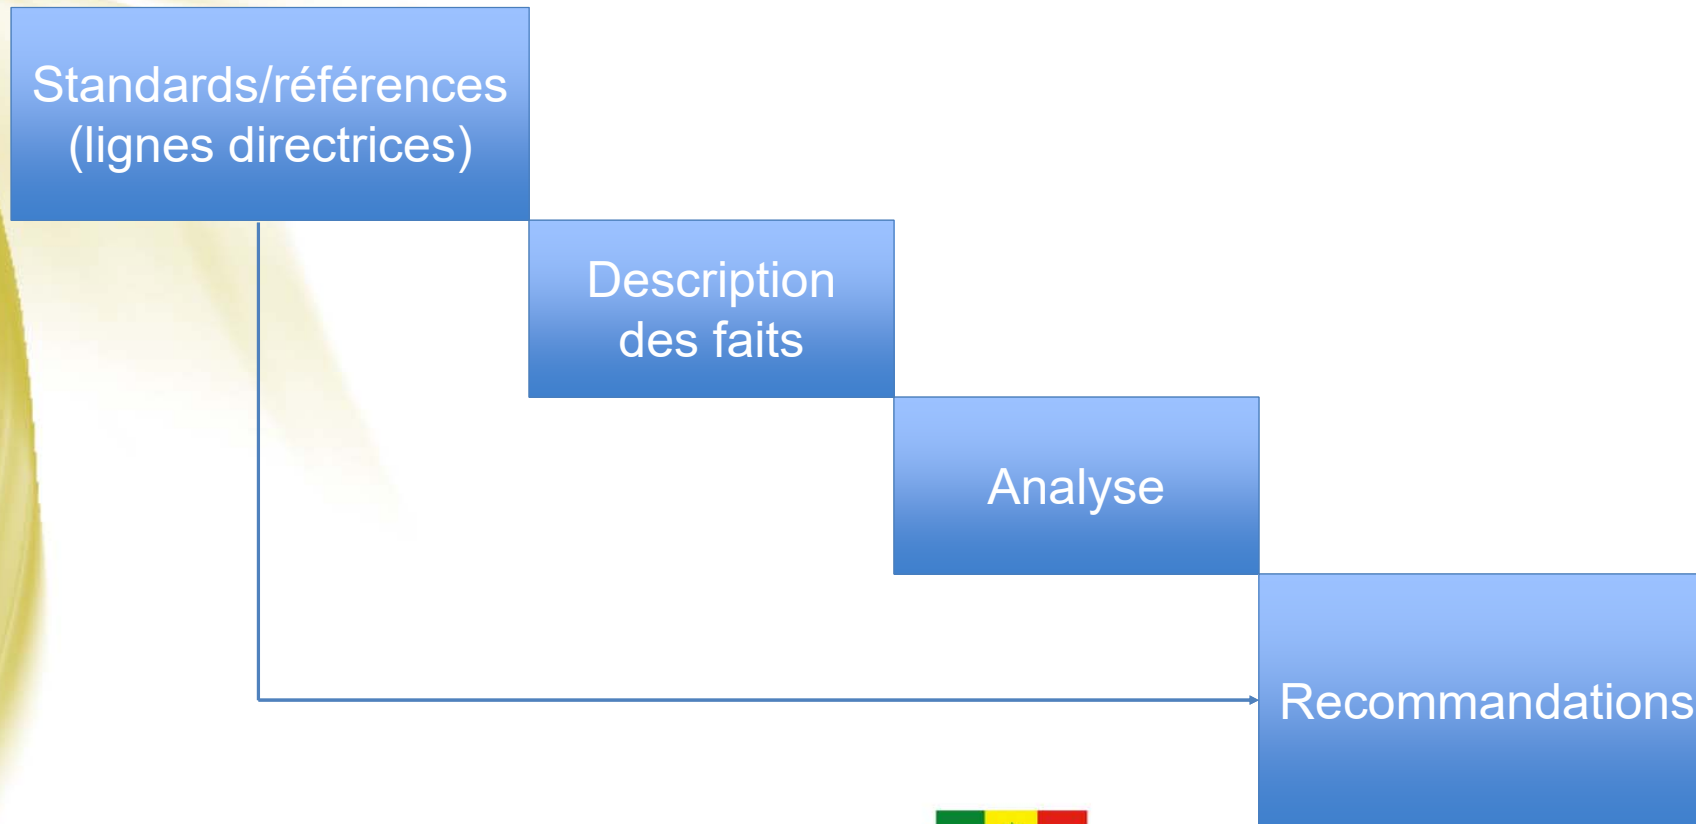 Standards/références
(lignes directrices)
Description
des faits
Analyse
Recommandations